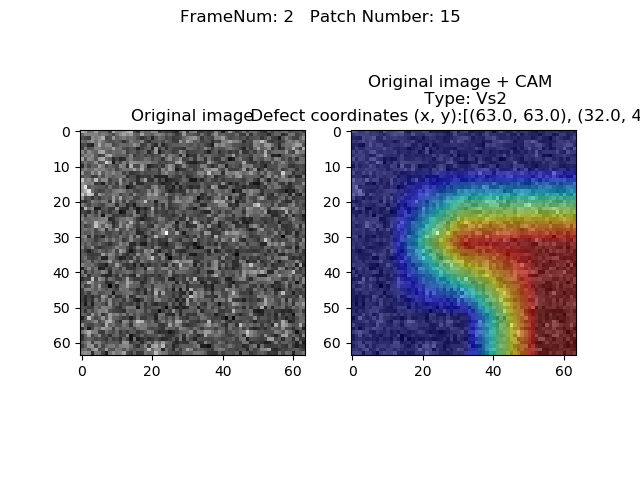 FrameNum: 2   Patch Number: 15
Original image + CAM
Type: Vs2
Original image
Defect coordinates (x, y):[(63.0, 63.0), (32.0, 4
0
10
20
30
40
50
60
0 20 40 60
0
10
20
30
40
50
60
0 20 40 60